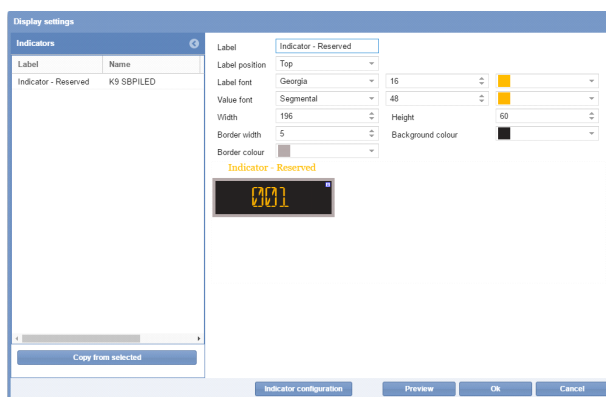 Display settings
Indicators
Label Name
Indicator - Reserved K9 SBPILED
Copy from selected
Label Indicator - Reserved
Label position Top
Label font Georgia 16
Value font Segmental 48
Width 196 Height 60
Border width 5 Background colour
Border colour
Indicator - Reserved
001
Indicator configuration Preview Ok Cancel